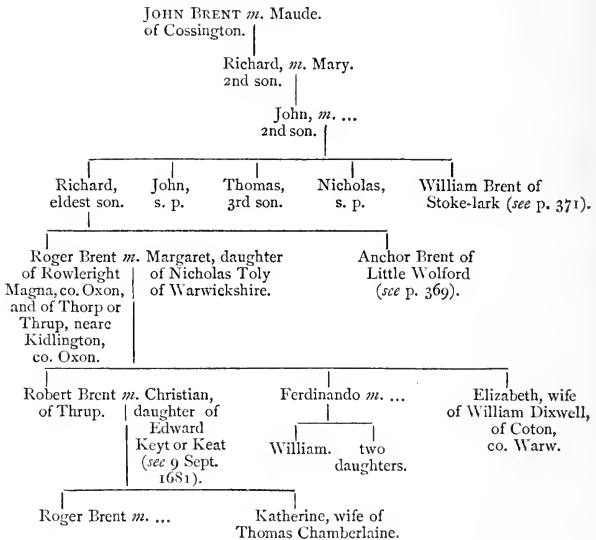 JOHN BRENT m. Maude.
of Cossington.
Richard, m. Mary.
2nd son.
John, m. ...
2nd son.
Richard,
eldest son.
John,
s. p.
Thomas,
3rd son.
Nicholas,
s. p.
William Brent of
Stoke-lark (see p. 371).
Roger Brent m. Margaret, daughter
of Rowleright of Nicholas Toly
Magna, co. Oxon, of Warwickshire.
and of Thorp or
Thrup, neare
Kidlington,
co. Oxon.
Anchor Brent of
Little Wolford
(see p. 369).
Robert Brent m. Christian,
of Thrup. daughter of
Edward
Keyt or Keat
(see 9 Sept.
1681).
Ferdinando m. ...
William. two
daughters.
Elizabeth, wife
of William Dixwell,
of Coton,
co. Warw.
Roger Brent m. ...
Katherine, wife of
Thomas Chamberlaine.